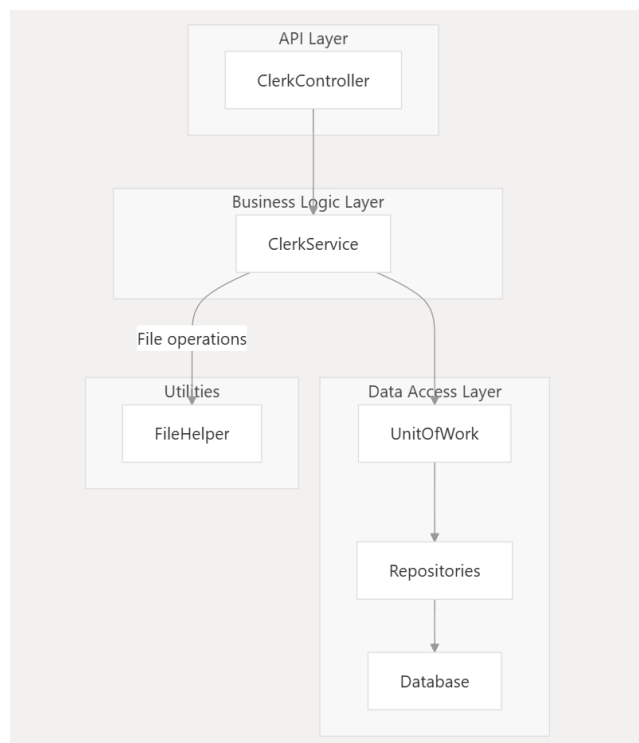 API Layer
ClerkController
Business Logic Layer
ClerkService
File operations
Utilities
Data Access Layer
FileHelper
UnitOfWork
Repositories
Database